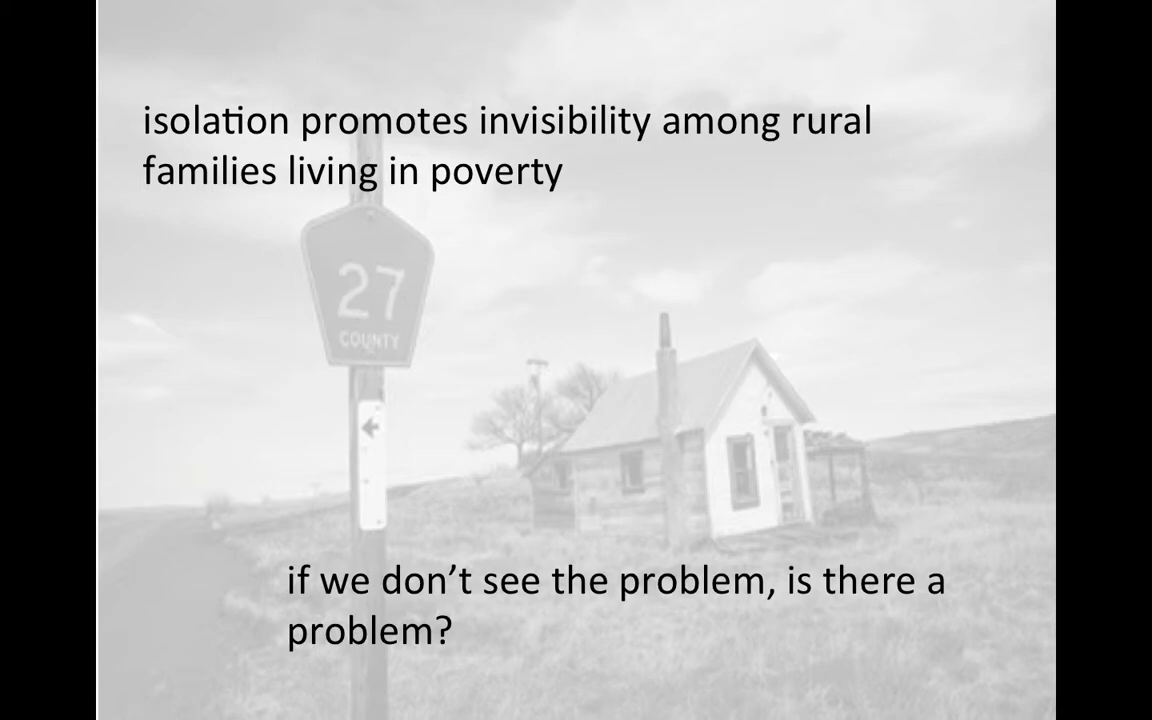 isolation promotes invisibility among rural
families living in poverty
27
COUNTY
if we don’t see the problem, is there a
problem?